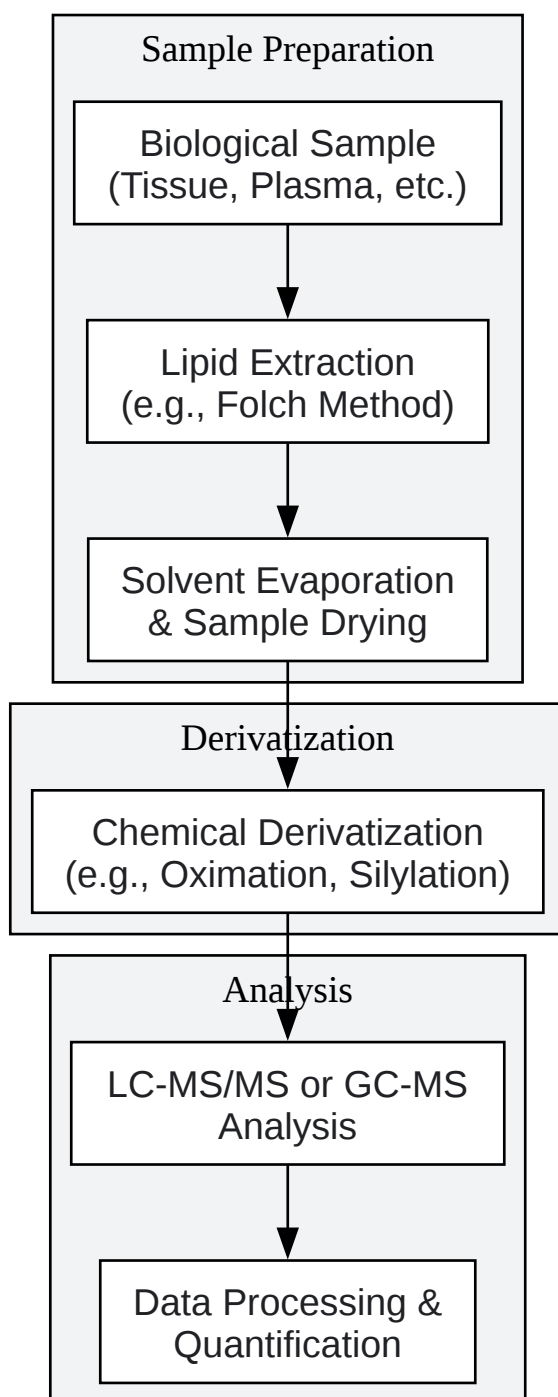 Sample Preparation
Biological Sample
(Tissue, Plasma, etc.)
Lipid Extraction
(e.g., Folch Method)
Solvent Evaporation
& Sample Drying
Derivatization
Chemical Derivatization
(e.g., Oximation, Silylation)
Analysis
LC-MS/MS or GC-MS
Analysis
Data Processing &
Quantification